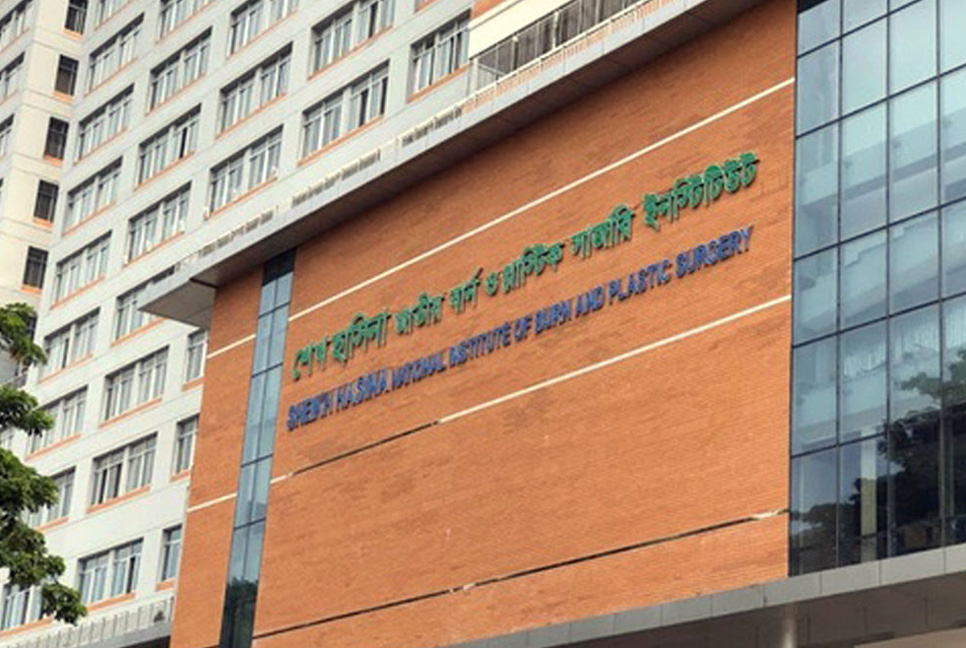 শেখ হাসিনা জাতীয় বার্ন ও প্লাস্টিক সার্জারি ইনস্টিটিউট
SHEIKH HASINA NATIONAL INSTITUTE OF BURN AND PLASTIC SURGERY